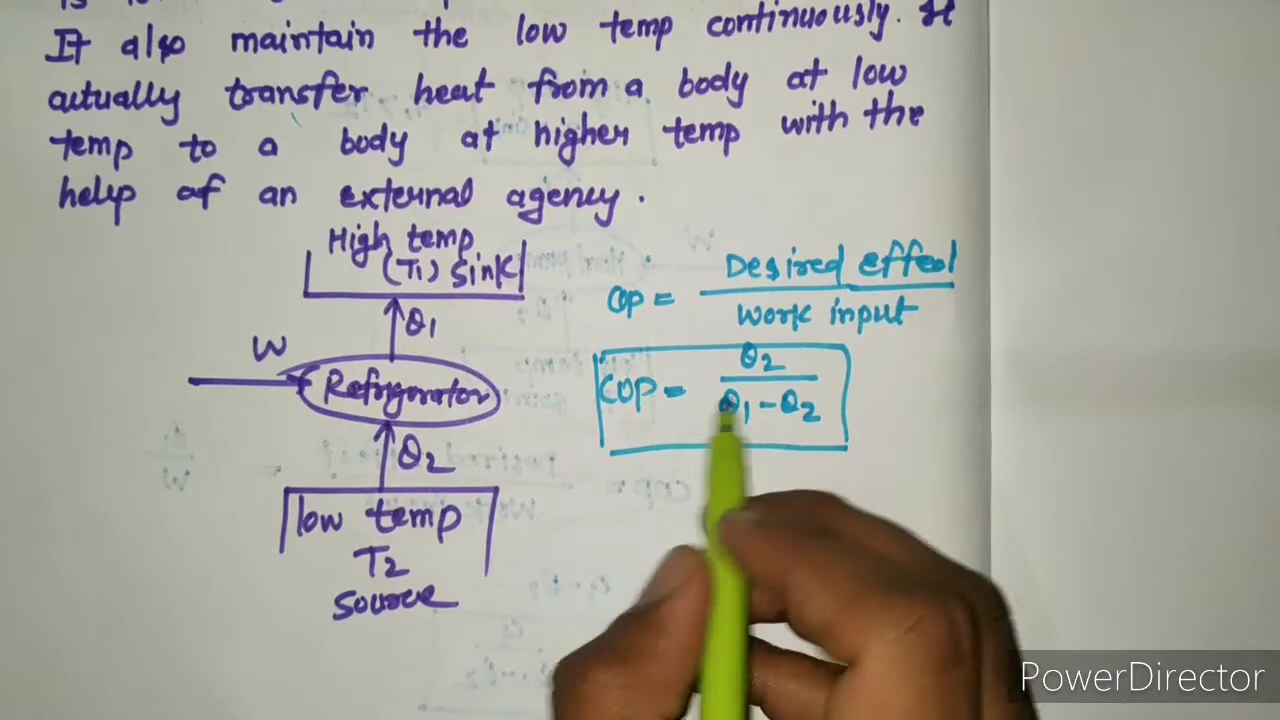 It also maintain the low temp continuously. It
actually transfer heat from a body at low
temp to a body at higher temp with the
help of an external agency.
High temp
(T1) Sink
Q1
W
Refrigerator
Q2
low temp
T2
Source
COP = Desired effect
Work input
COP = Q2
Q1 - Q2
PowerDirector